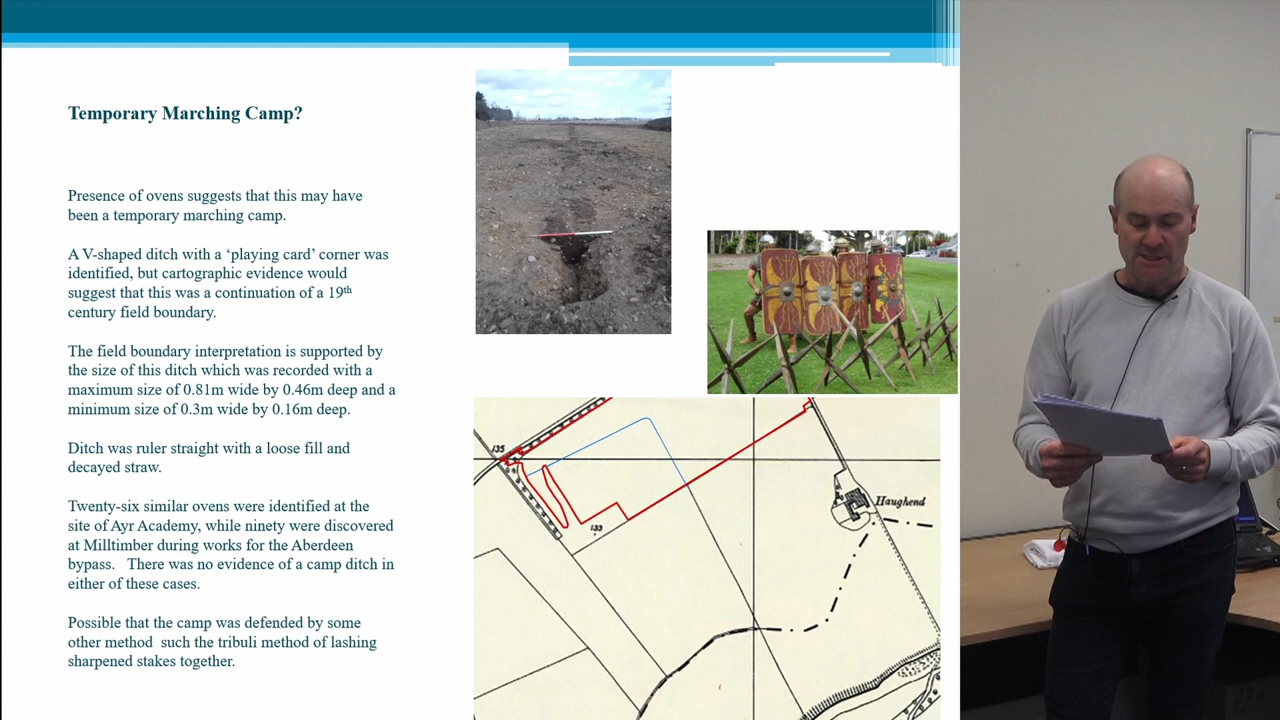 Temporary Marching Camp?
Presence of ovens suggests that this may have
been a temporary marching camp.
A V-shaped ditch with a ‘playing card’ corner was
identified, but cartographic evidence would
suggest that this was a continuation of a 19th
century field boundary.
The field boundary interpretation is supported by
the size of this ditch which was recorded with a
maximum size of 0.81m wide by 0.46m deep and a
minimum size of 0.3m wide by 0.16m deep.
Ditch was ruler straight with a loose fill and
decayed straw.
Twenty-six similar ovens were identified at the
site of Ayr Academy, while ninety were discovered
at Milltimber during works for the Aberdeen
bypass. There was no evidence of a camp ditch in
either of these cases.
Possible that the camp was defended by some
other method such the tribuli method of lashing
sharpened stakes together.
135
133
Haughend